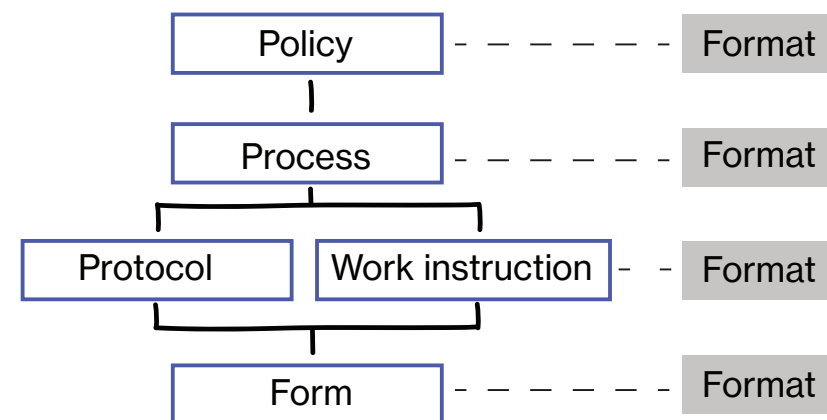 Policy Format
Process Format
Protocol Work instruction Format
Form Format